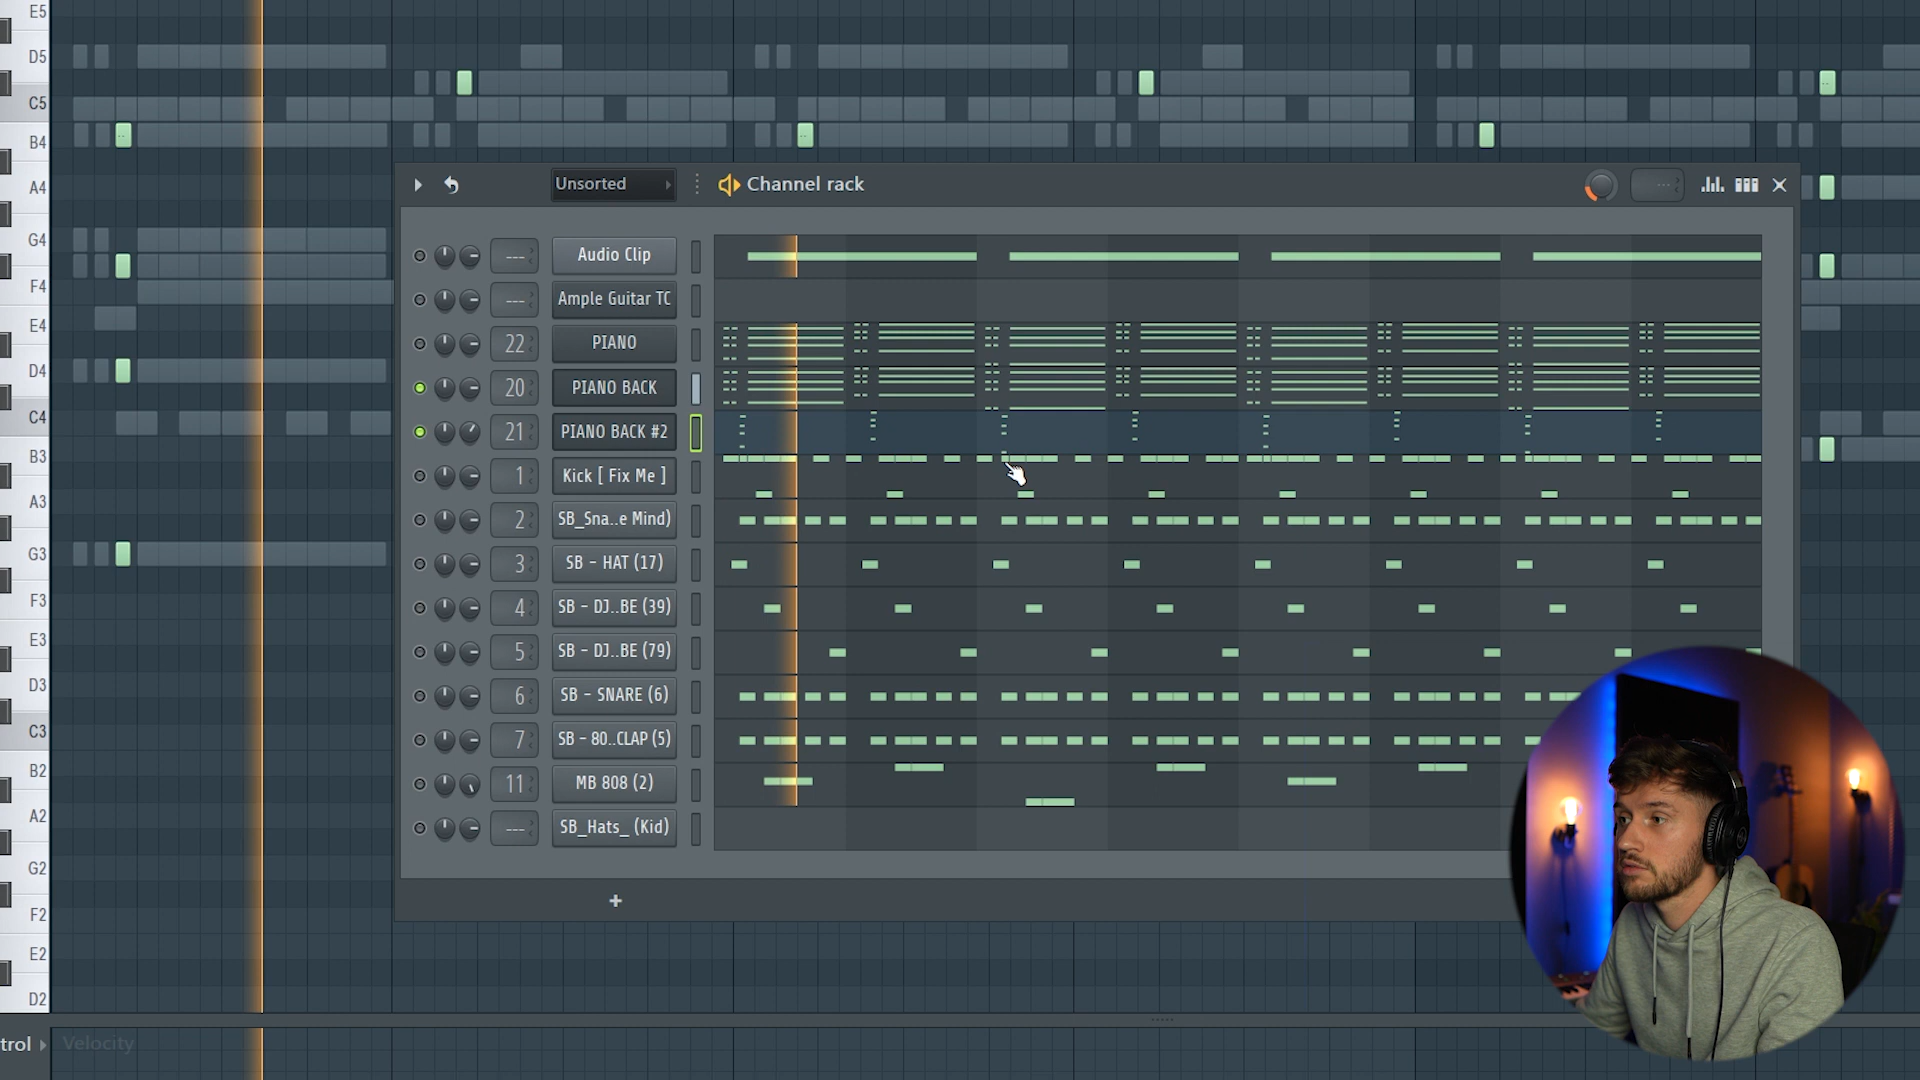 E5
D5
C5
B4
A4
G4
F4
E4
D4
C4
B3
A3
G3
F3
E3
D3
C3
B2
A2
G2
F2
E2
D2
Unsorted
Channel rack
--- Audio Clip
--- Ample Guitar TC
22 PIANO
20 PIANO BACK
21 PIANO BACK #2
1 Kick [ Fix Me ]
2 SB_Sna..e Mind)
3 SB - HAT (17)
4 SB - DJ..BE (39)
5 SB - DJ..BE (79)
6 SB - SNARE (6)
7 SB - 80..CLAP (5)
11 MB 808 (2)
--- SB_Hats_ (Kid)
+
trol Velocity